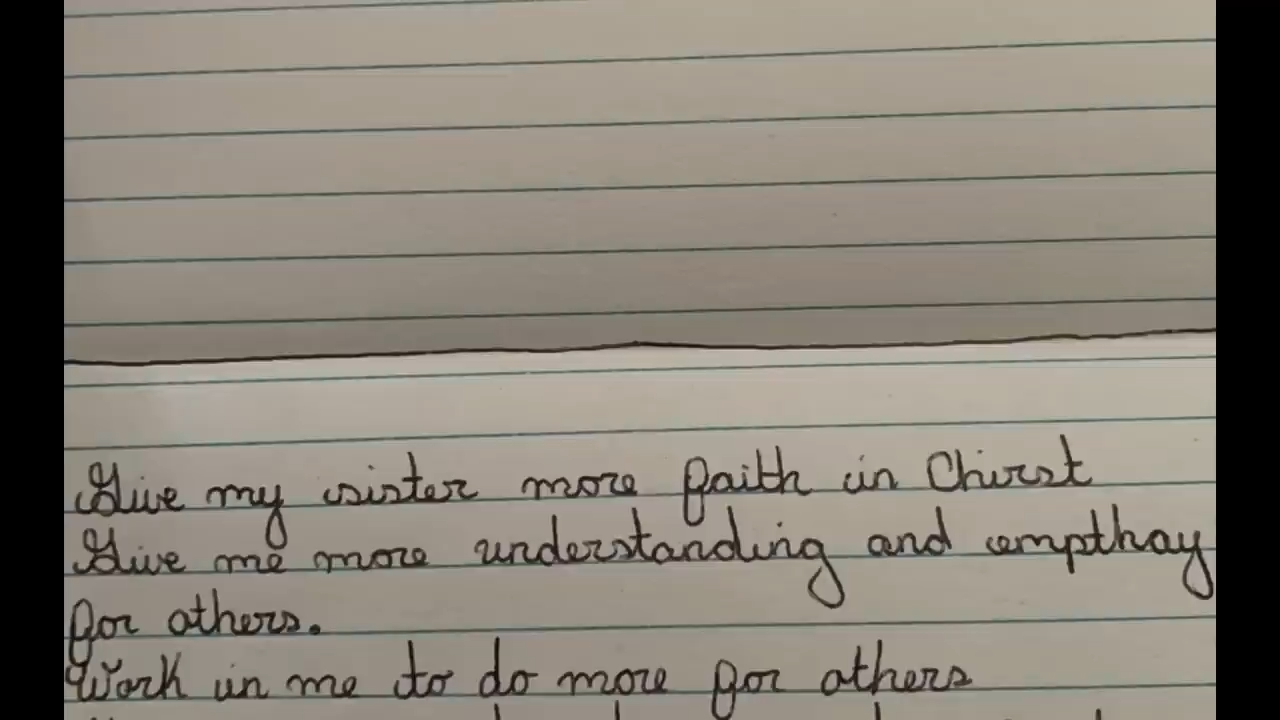 Give my sister more faith in Chirst
Give me more understanding and empthay
for others.
Work in me to do more for others